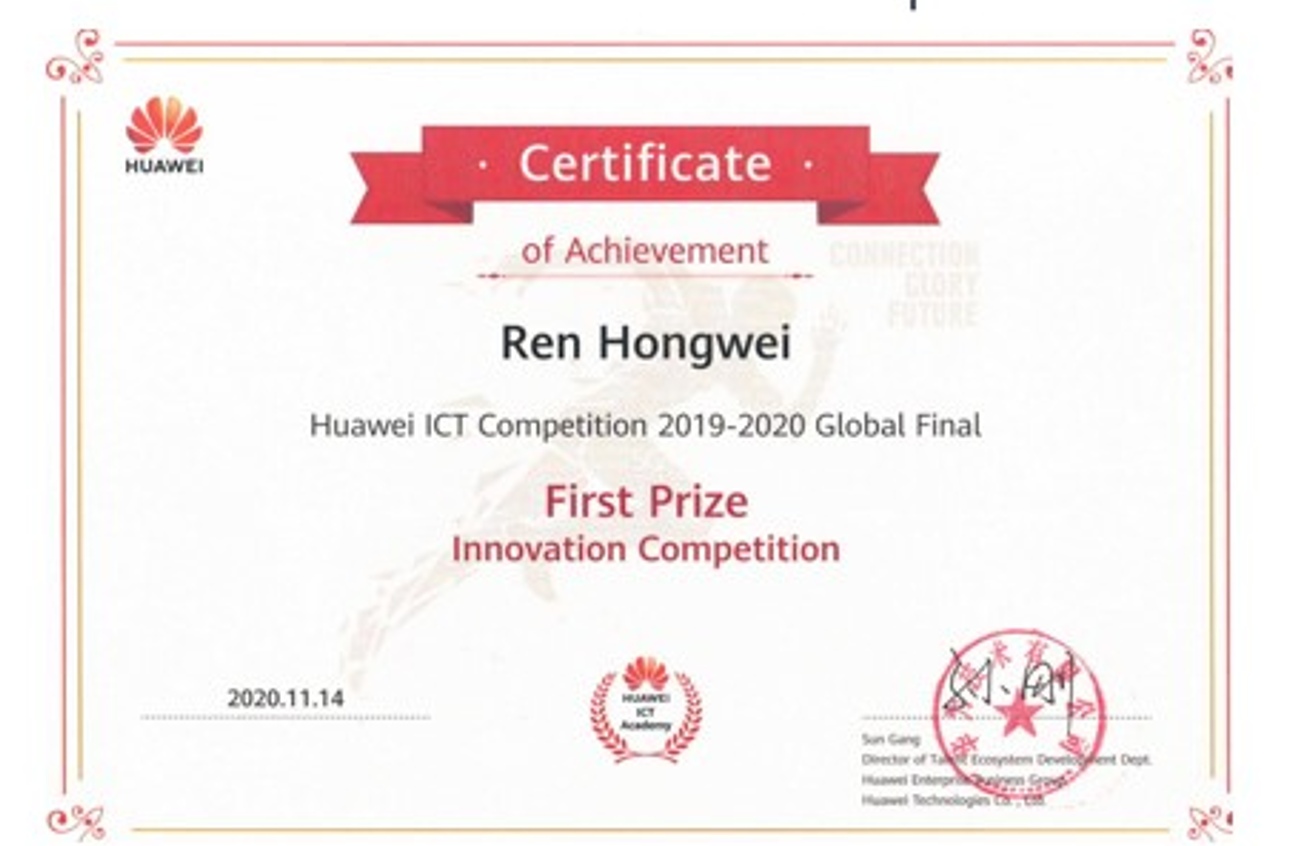 HUAWEI
· Certificate ·
of Achievement
CONNECTION
GLORY
FUTURE
Ren Hongwei
Huawei ICT Competition 2019-2020 Global Final
First Prize
Innovation Competition
2020.11.14
HUAWEI
ICT
Academy
Sun Gang
Director of Talent Ecosystem Development Dept.
Huawei Enterprise Business Group
Huawei Technologies Co., Ltd.